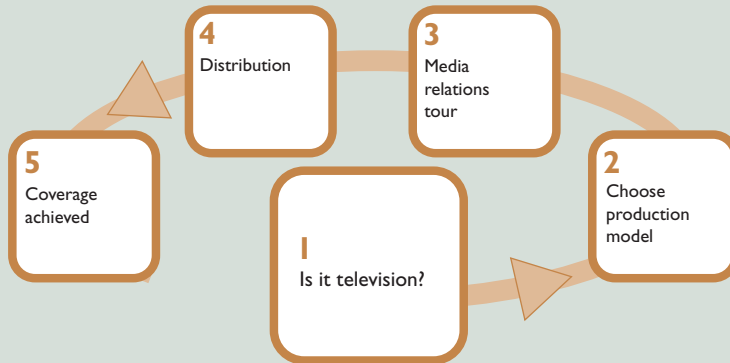 1
Is it television?
2
Choose
production
model
3
Media
relations
tour
4
Distribution
5
Coverage
achieved